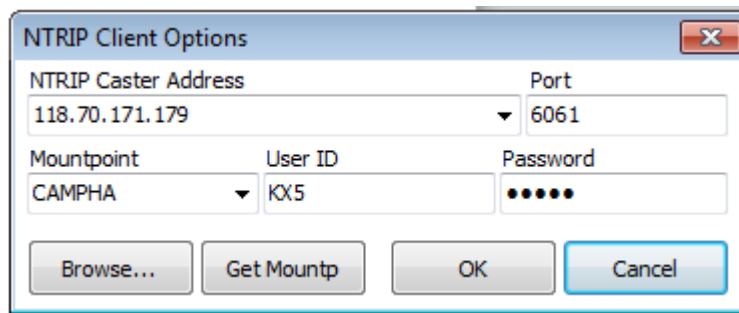 NTRIP Client Options
NTRIP Caster Address Port
118.70.171.179 6061
Mountpoint User ID Password
CAMPHA KX5 •••••
Browse... Get Mountp OK Cancel